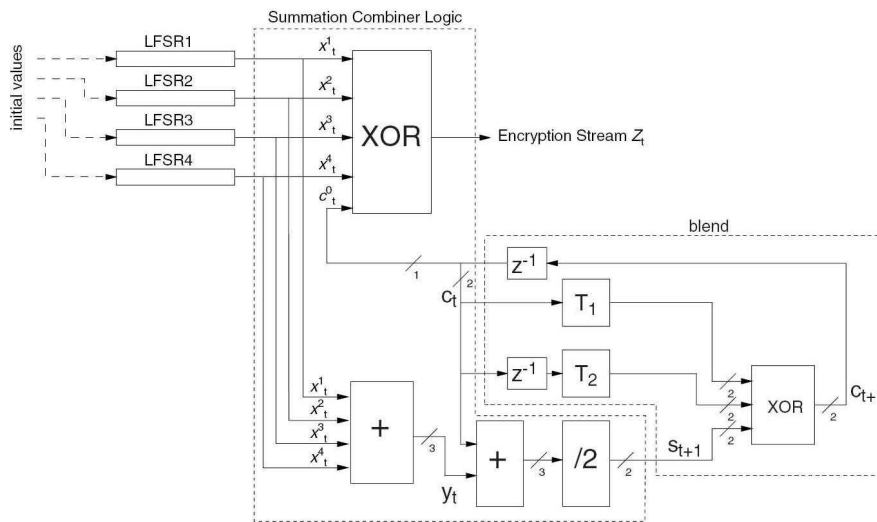 Summation Combiner Logic
initial values
LFSR1
LFSR2
LFSR3
LFSR4
x¹ₜ
x²ₜ
x³ₜ
x⁴ₜ
c⁰ₜ
XOR
Encryption Stream Zₜ
blend
z⁻¹
1
2
cₜ
T₁
z⁻¹
T₂
2
2
2
XOR
2
cₜ₊
x¹ₜ
x²ₜ
x³ₜ
x⁴ₜ
+
3
yₜ
+
3
/2
2
sₜ₊₁